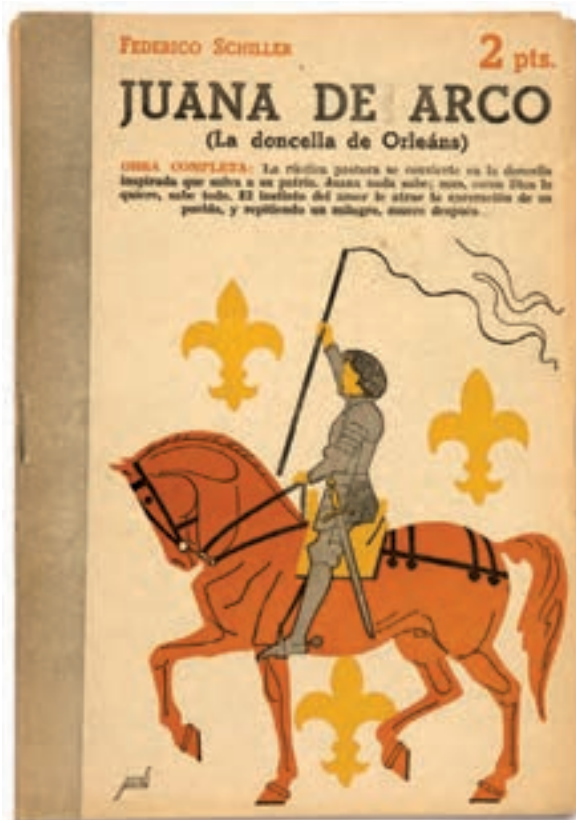 FEDERICO SCHILLER
2 pts.
JUANA DE ARCO
(La doncella de Orleáns)
OBRA COMPLETA: La rústica pastora se convierte en la doncella
inspirada que salva a su patria. Juana nada sabe; mas, como Dios lo
quiere, sabe todo. El instinto del amor le atrae la execración de su
pueblo, y repitiendo un milagro, muere después